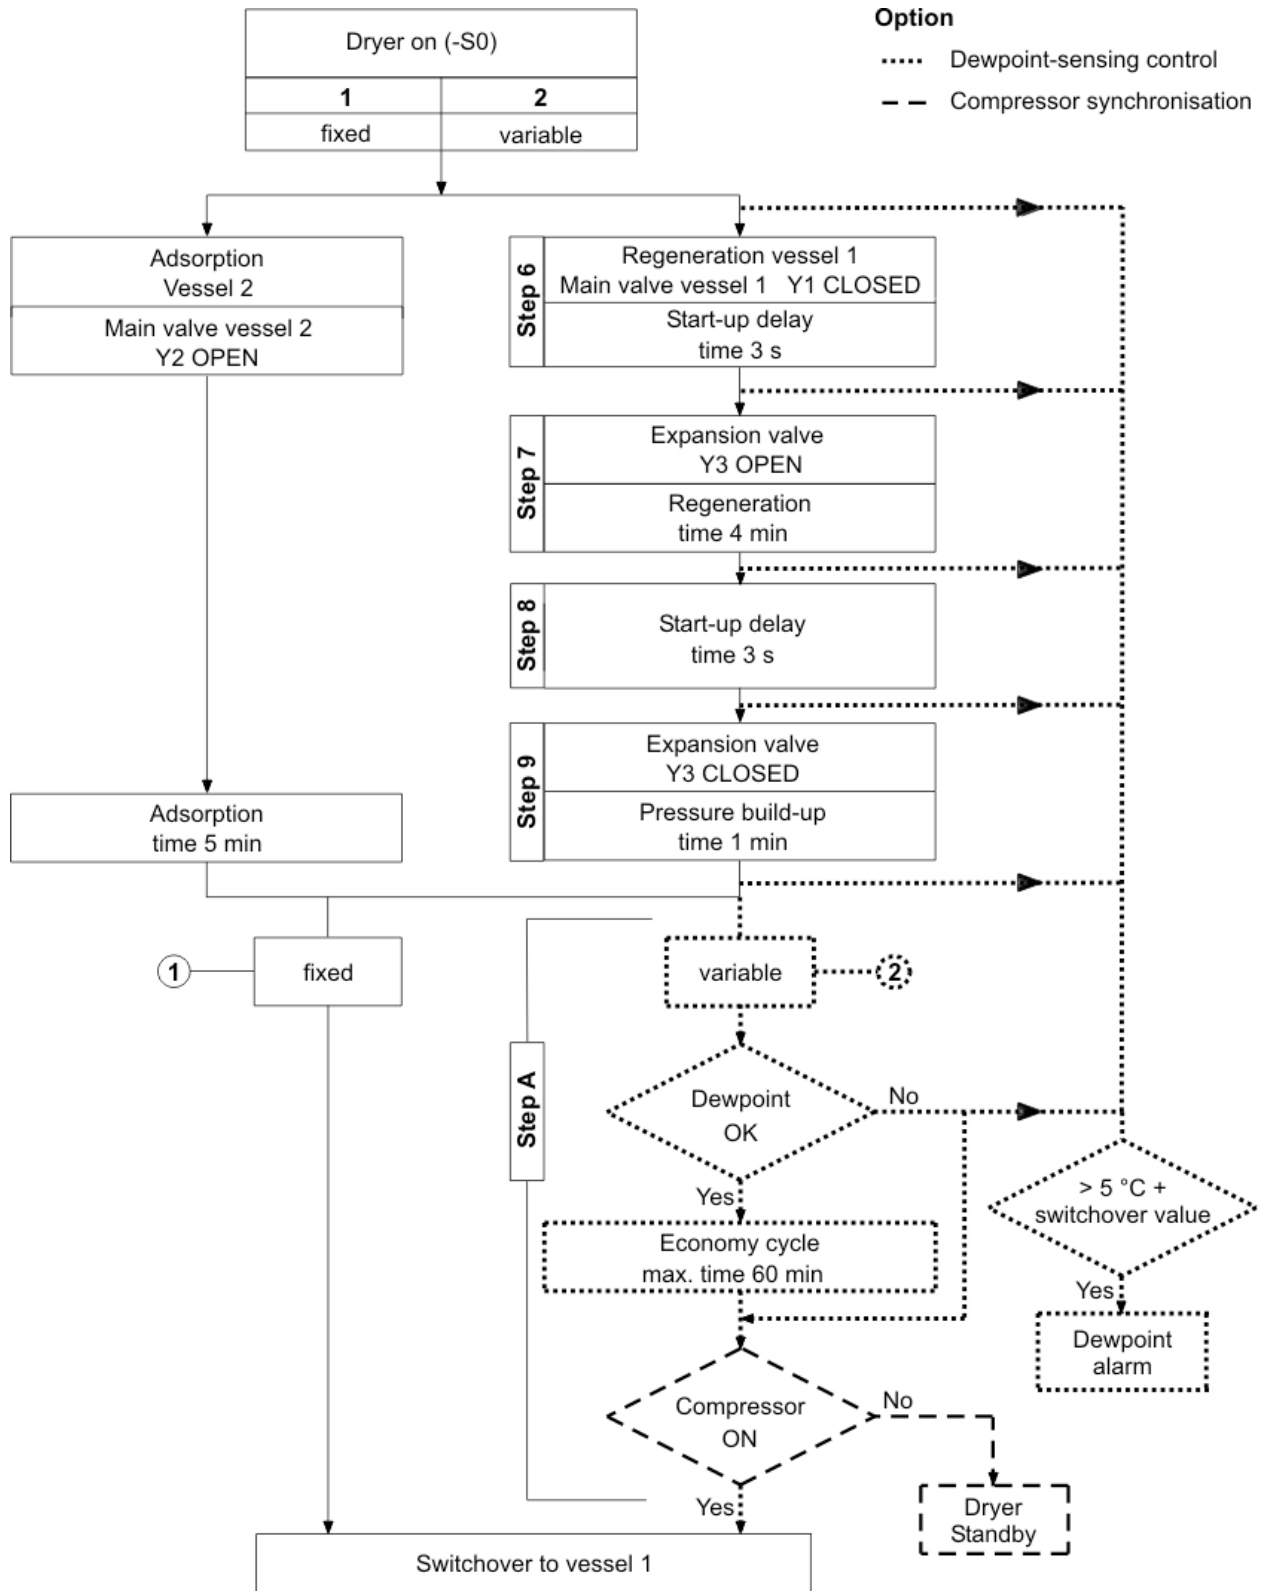 Option
Dryer on (-S0)
Dewpoint-sensing control
1
2
Compressor synchronisation
fixed
variable
Adsorption
Vessel 2
Main valve vessel 2
Y2 OPEN
Step 6
Regeneration vessel 1
Main valve vessel 1 Y1 CLOSED
Start-up delay
time 3 s
Step 7
Expansion valve
Y3 OPEN
Regeneration
time 4 min
Step 8
Start-up delay
time 3 s
Step 9
Expansion valve
Y3 CLOSED
Pressure build-up
time 1 min
Adsorption
time 5 min
1
fixed
variable
2
Step A
Dewpoint
OK
No
Yes
> 5 °C +
switchover value
Yes
Dewpoint
alarm
Economy cycle
max. time 60 min
Compressor
ON
No
Yes
Dryer
Standby
Switchover to vessel 1